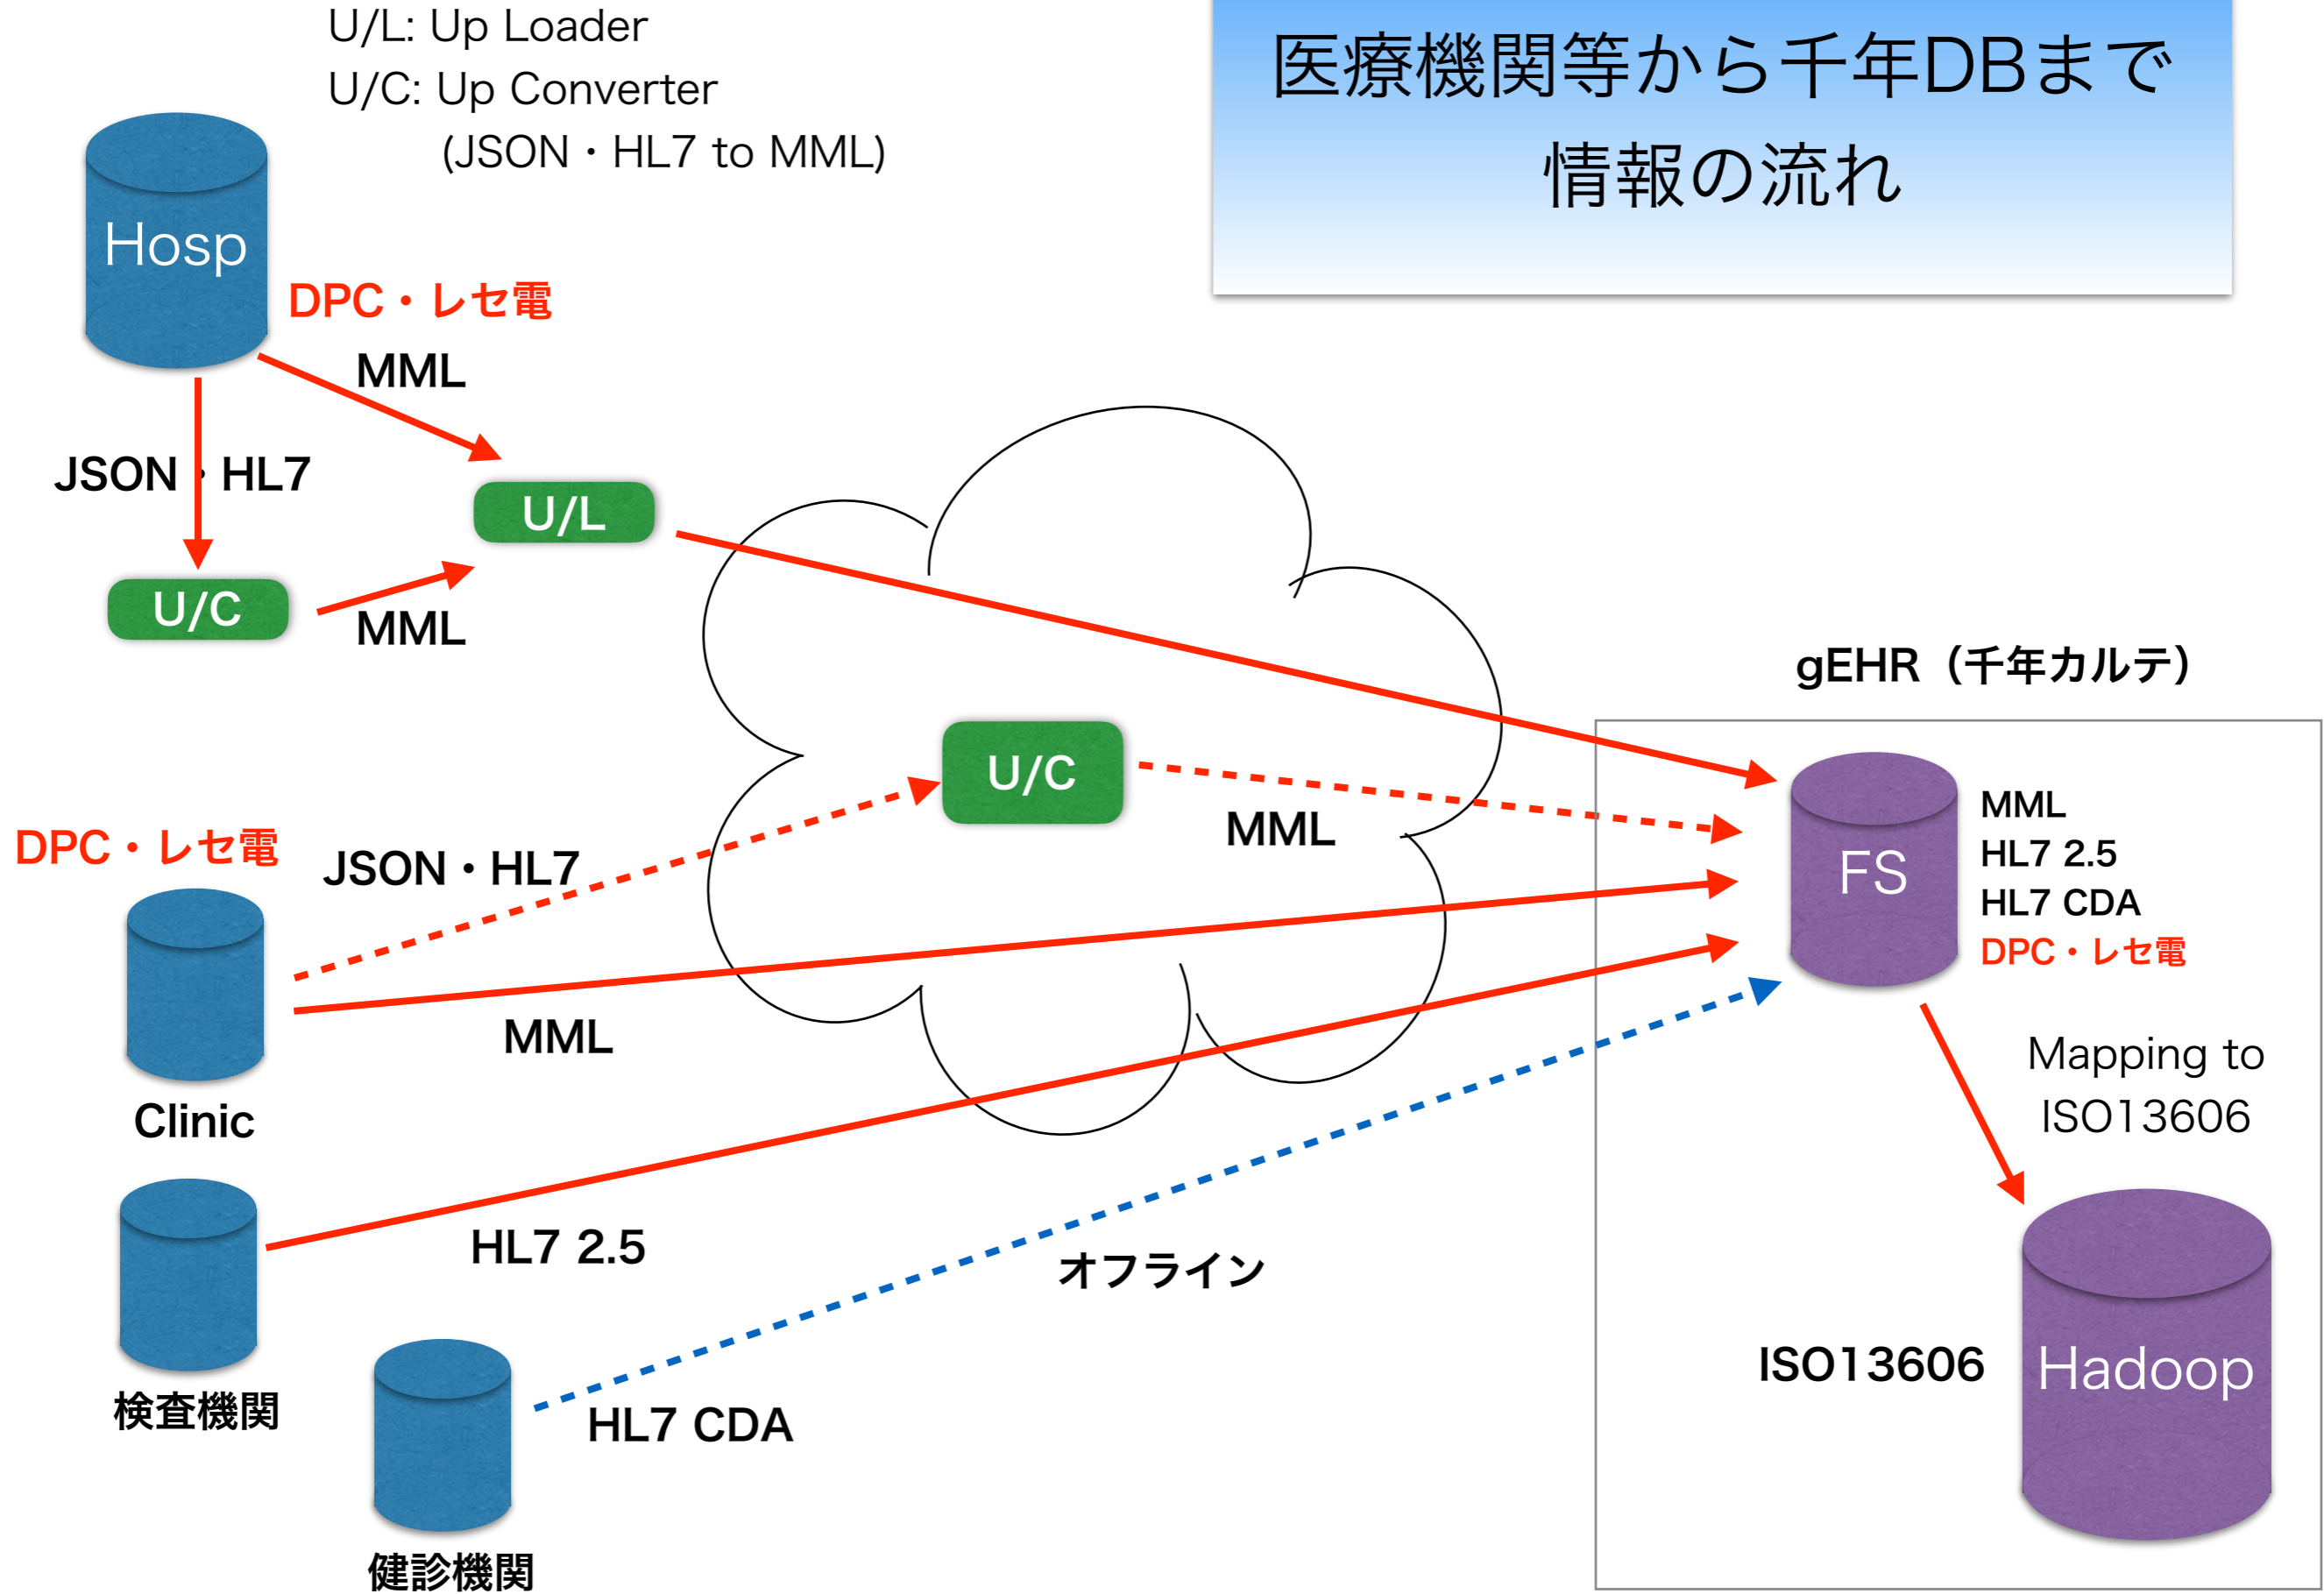 U/L: Up Loader
U/C: Up Converter
(JSON・HL7 to MML)
医療機関等から千年DBまで
情報の流れ
Hosp
DPC・レセ電
MML
JSON・HL7
U/L
U/C
MML
gEHR（千年カルテ）
U/C
MML
FS
MML
HL7 2.5
HL7 CDA
DPC・レセ電
DPC・レセ電
JSON・HL7
MML
Clinic
Mapping to
ISO13606
HL7 2.5
オフライン
検査機関
ISO13606
Hadoop
HL7 CDA
健診機関